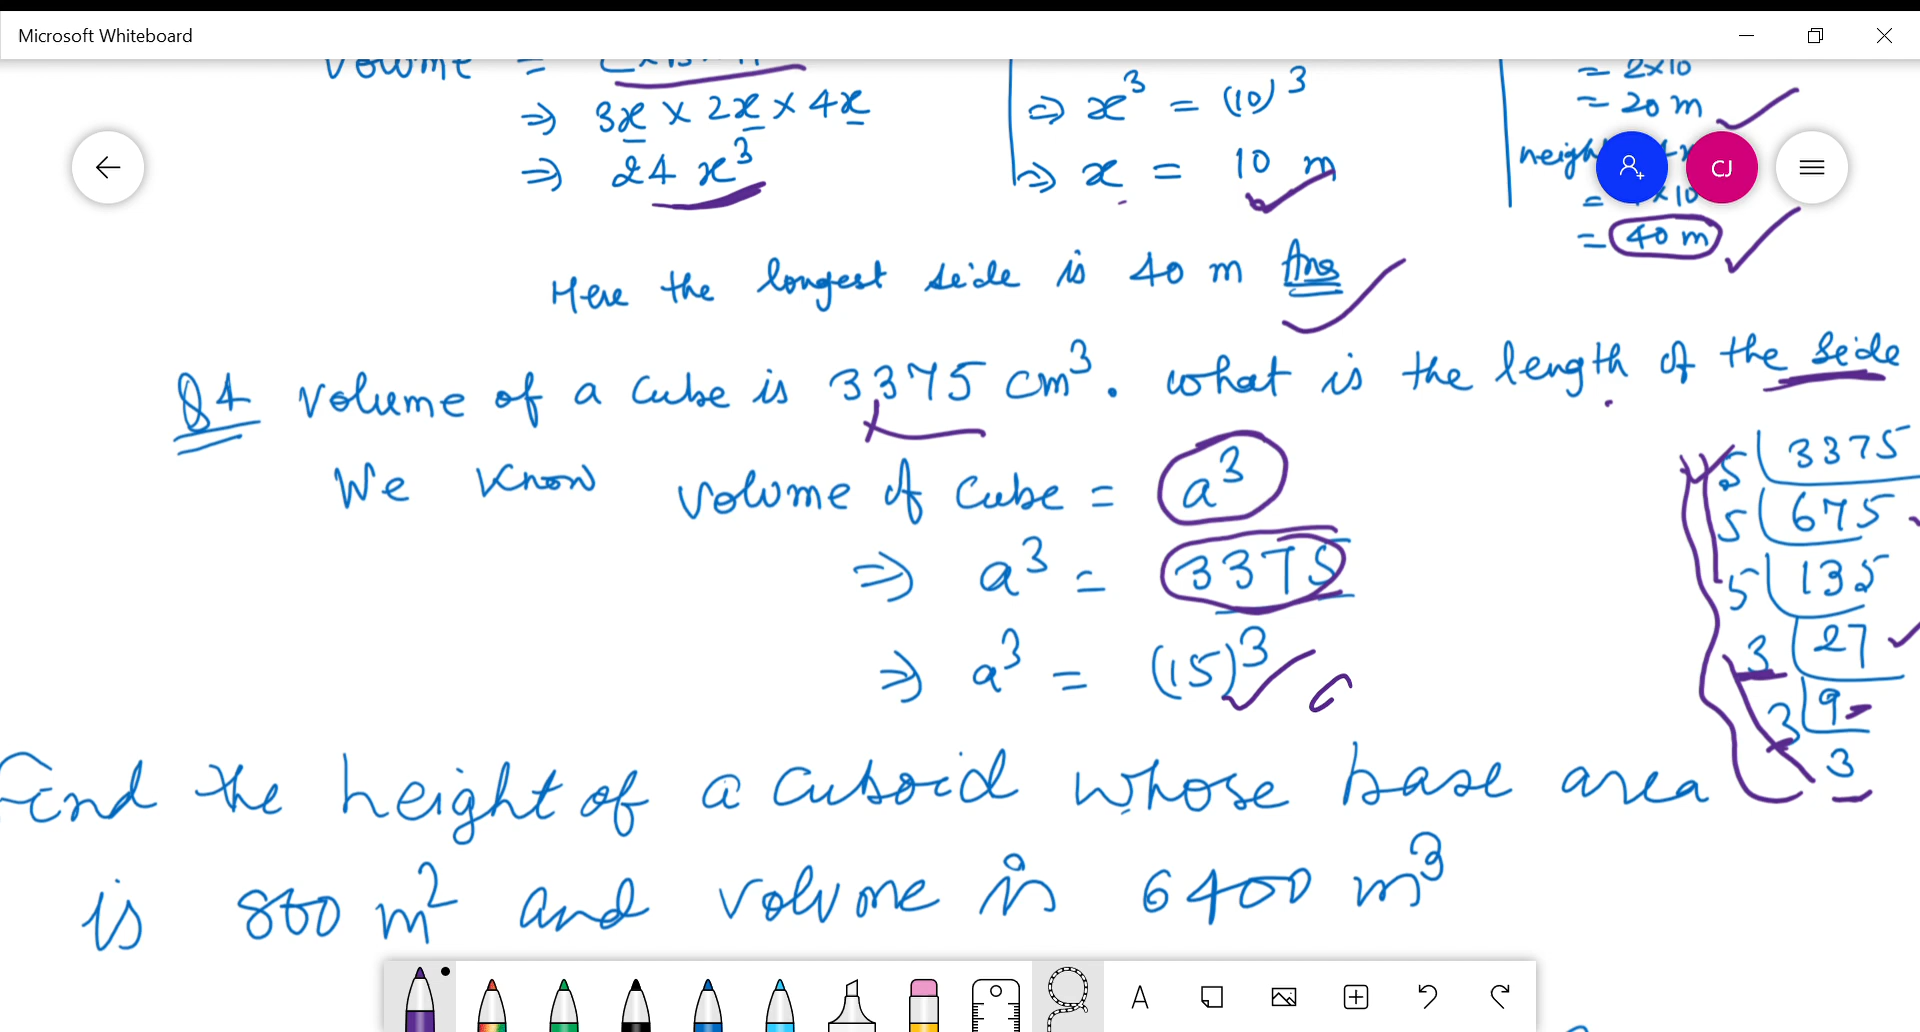 Microsoft Whiteboard
Volume =
⇒ 3x × 2x × 4x
⇒ 24 x³
⇒ x³ = (10)³
⇒ x = 10 m
= 2×10
= 20 m
= ×10
= 40 m
CJ
Here the longest side is 40 m Ans
Q4 Volume of a cube is 3375 cm³. What is the length of the side
We know volume of cube = a³
⇒ a³ = 3375
⇒ a³ = (15)³
5 3375
5 675
5 135
3 27
3 9
3
Find the height of a cuboid whose base area
is 800 m² and volume is 6400 m³